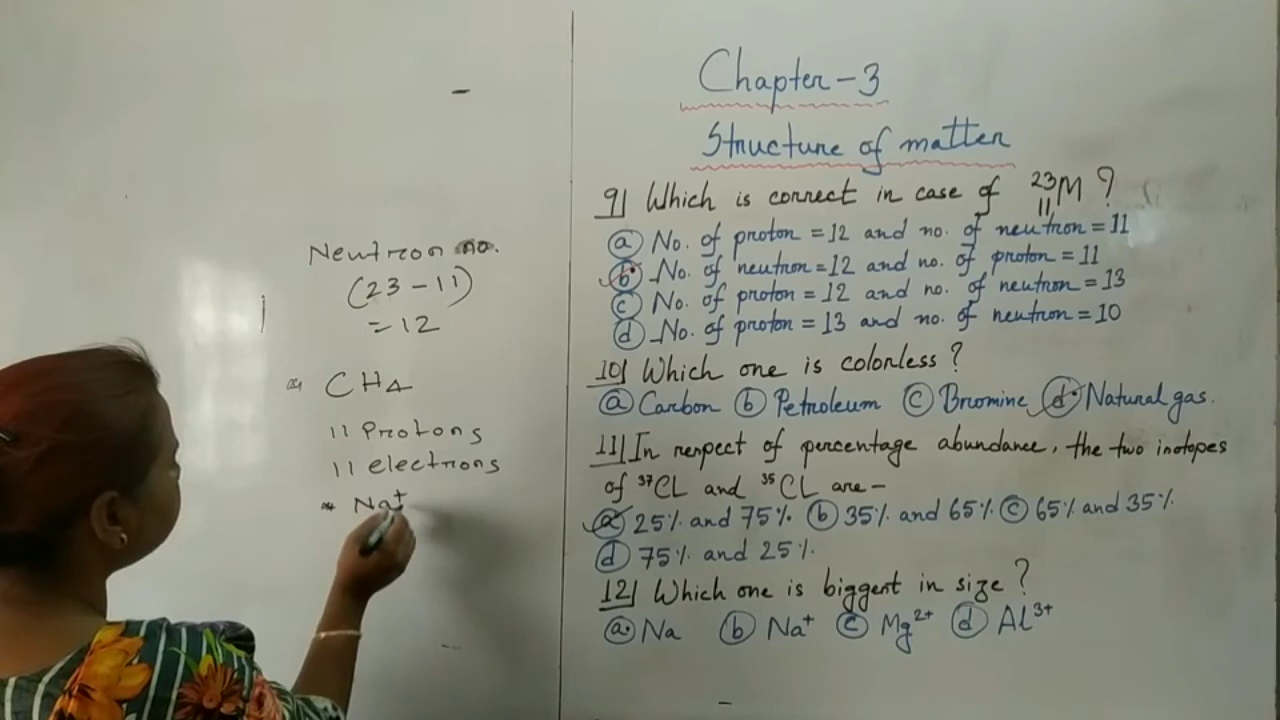 Neutron no.
(23-11)
=12
* CH4
11 Protons
11 electrons
* Na+
Chapter-3
Structure of matter
9| Which is correct in case of ²³₁₁M ?
(a) No. of proton = 12 and no. of neutron = 11
(b) No. of neutron = 12 and no. of proton = 11
(c) No. of proton = 12 and no. of neutron = 13
(d) No. of proton = 13 and no. of neutron = 10
10| Which one is colorless ?
(a) Carbon (b) Petroleum (c) Bromine (d) Natural gas.
11| In respect of percentage abundance, the two isotopes
of ³⁷CL and ³⁵CL are -
(a) 25% and 75% (b) 35% and 65% (c) 65% and 35%
(d) 75% and 25%.
12| Which one is biggest in size ?
(a) Na (b) Na⁺ (c) Mg²⁺ (d) Al³⁺